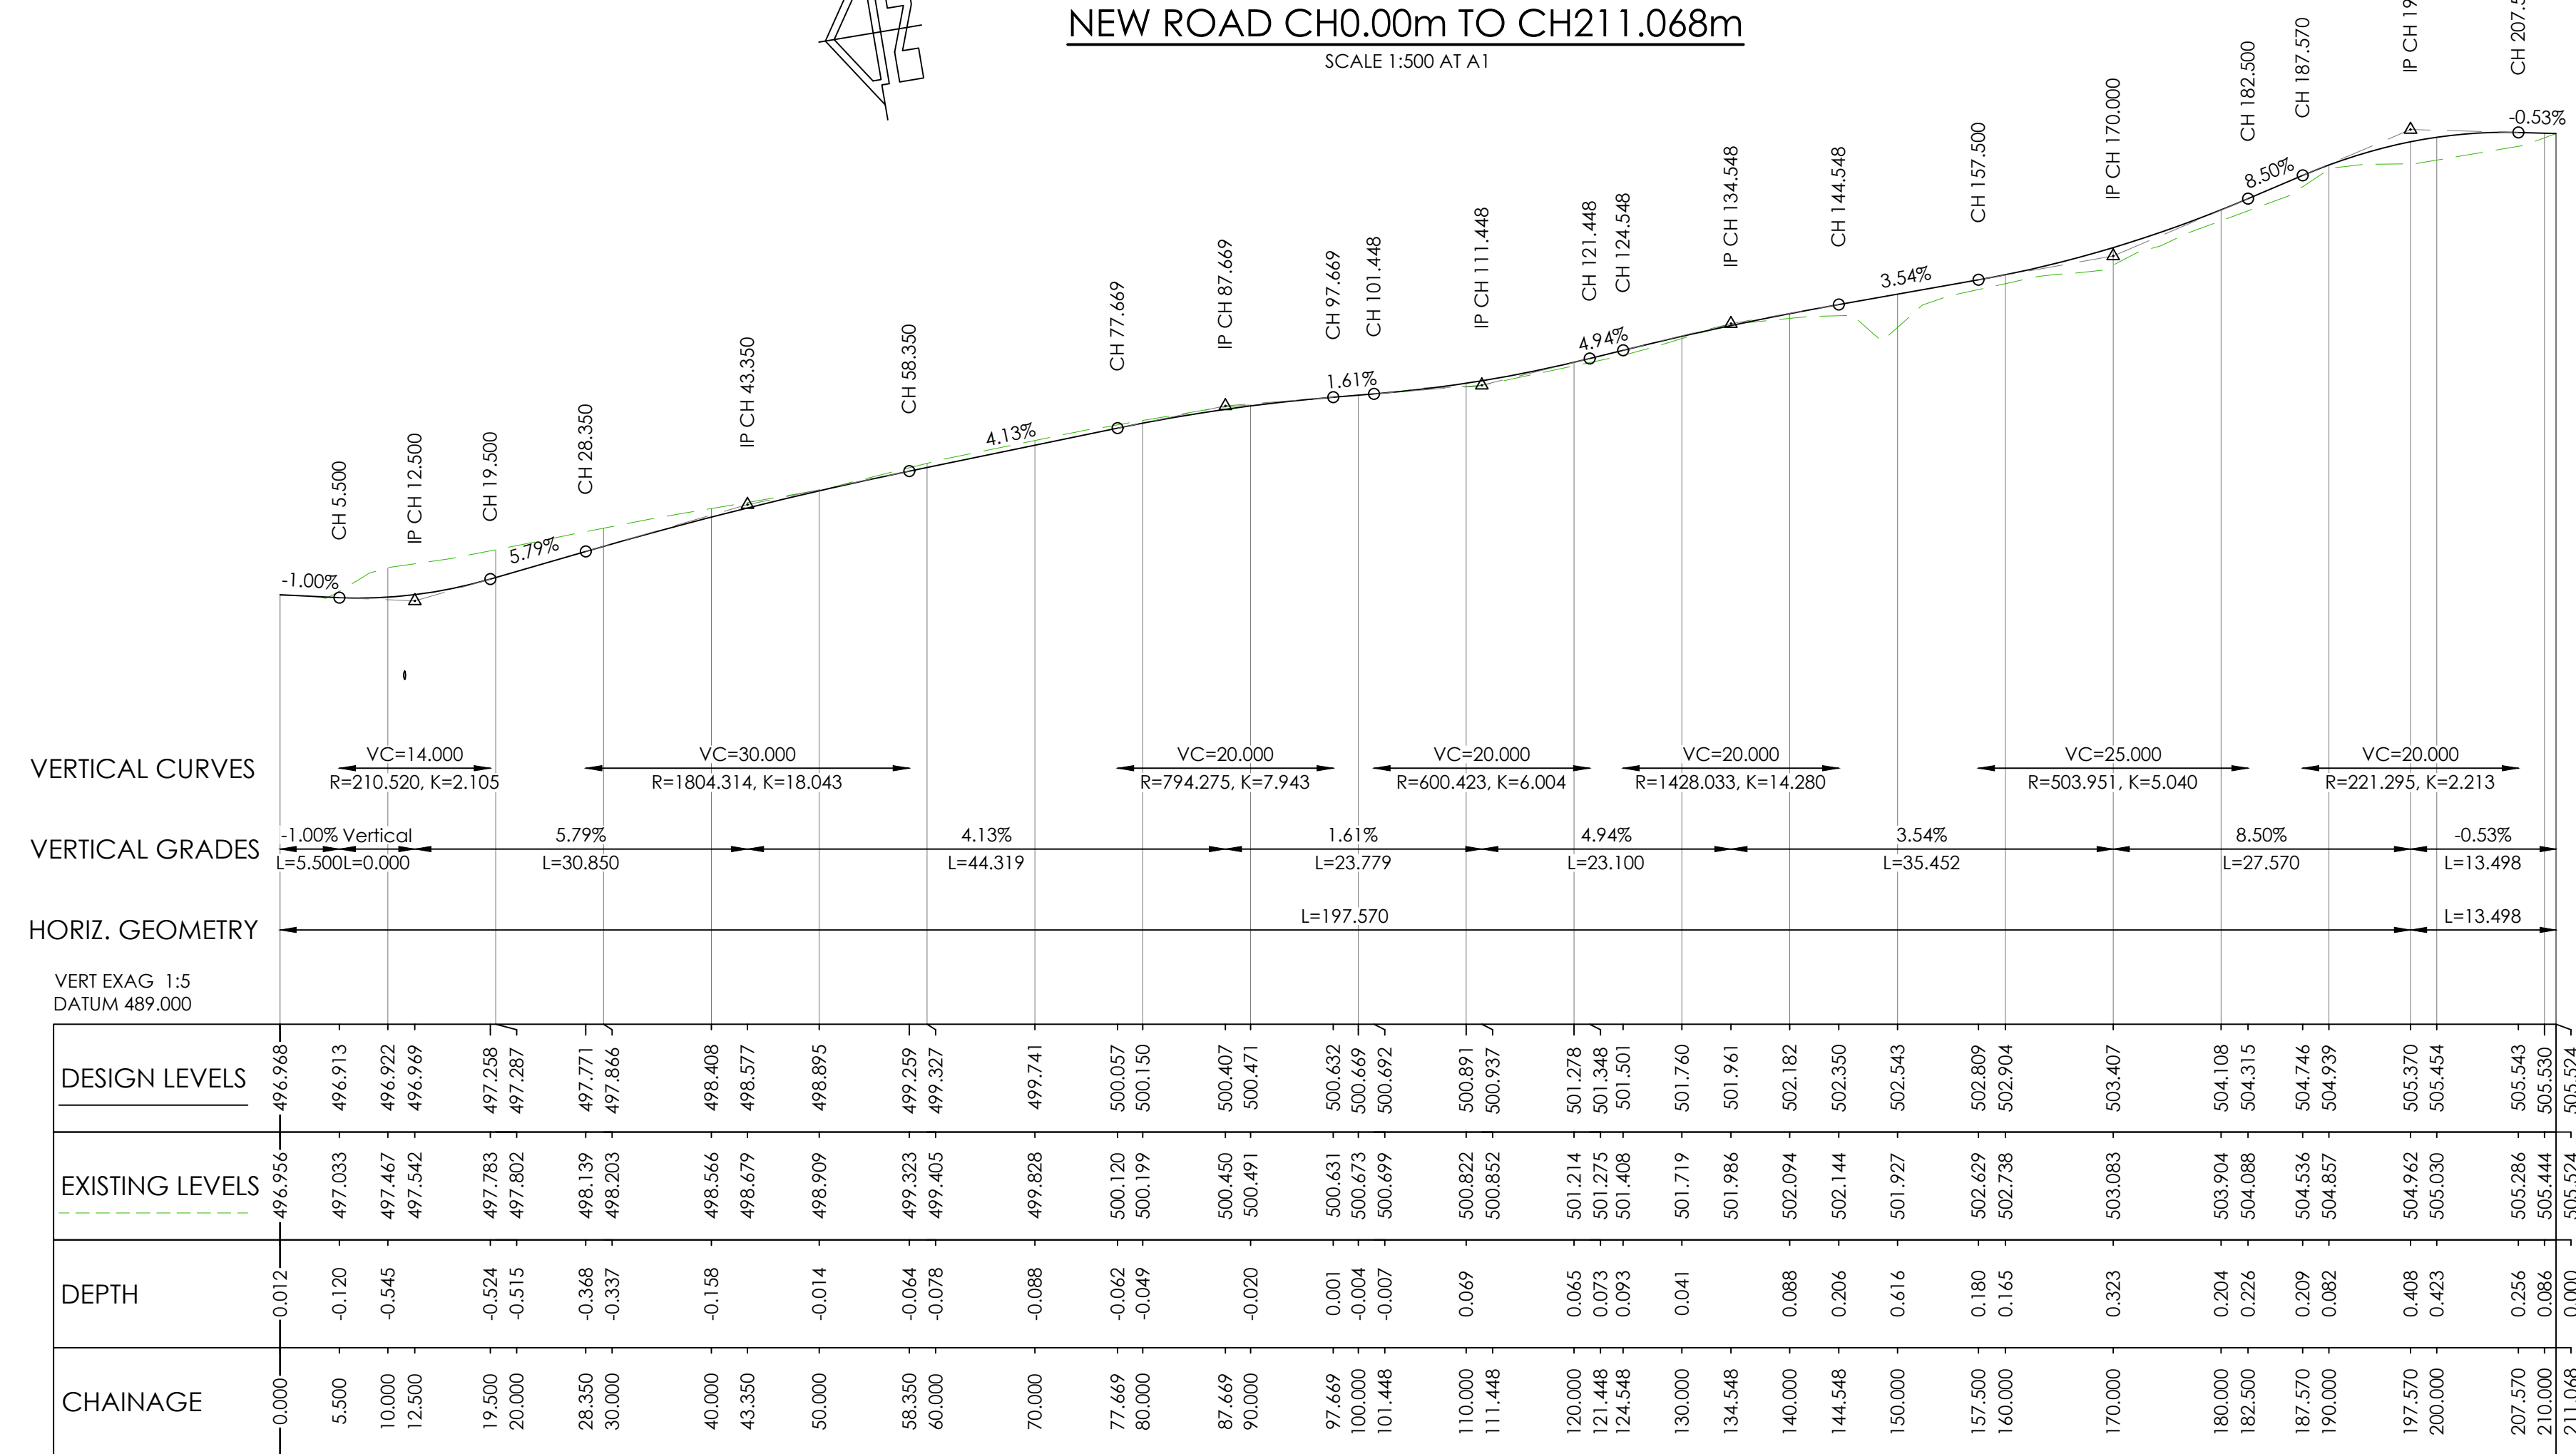 NEW ROAD CH0.00m TO CH211.068m
SCALE 1:500 AT A1
CH 5.500
IP CH 12.500
CH 19.500
CH 28.350
IP CH 43.350
CH 58.350
CH 77.669
IP CH 87.669
CH 97.669
CH 101.448
IP CH 111.448
CH 121.448
CH 124.548
IP CH 134.548
CH 144.548
CH 157.500
IP CH 170.000
CH 182.500
CH 187.570
IP CH 19
CH 207.5
-1.00%
5.79%
4.13%
1.61%
4.94%
3.54%
8.50%
-0.53%
VERTICAL CURVES
VC=14.000 VC=30.000 VC=20.000 VC=20.000 VC=20.000 VC=25.000 VC=20.000
R=210.520, K=2.105 R=1804.314, K=18.043 R=794.275, K=7.943 R=600.423, K=6.004 R=1428.033, K=14.280 R=503.951, K=5.040 R=221.295, K=2.213
VERTICAL GRADES
-1.00% Vertical 5.79% 4.13% 1.61% 4.94% 3.54% 8.50% -0.53%
L=5.500 L=0.000 L=30.850 L=44.319 L=23.779 L=23.100 L=35.452 L=27.570 L=13.498
HORIZ. GEOMETRY
L=197.570 L=13.498
VERT EXAG 1:5
DATUM 489.000
DESIGN LEVELS
496.968 496.913 496.922 496.969 497.258 497.287 497.771 497.866 498.408 498.577 498.895 499.259 499.327 499.741 500.057 500.150 500.407 500.471 500.632 500.669 500.692 500.891 500.937 501.278 501.348 501.501 501.760 501.961 502.182 502.350 502.543 502.809 502.904 503.407 504.108 504.315 504.746 504.939 505.370 505.454 505.543 505.530 505.524
EXISTING LEVELS
496.956 497.033 497.467 497.542 497.783 497.802 498.139 498.203 498.566 498.679 498.909 499.323 499.405 499.828 500.120 500.199 500.450 500.491 500.631 500.673 500.699 500.822 500.852 501.214 501.275 501.408 501.719 501.986 502.094 502.144 501.927 502.629 502.738 503.083 503.904 504.088 504.536 504.857 504.962 505.030 505.286 505.444 505.524
DEPTH
0.012 -0.120 -0.545 -0.524 -0.515 -0.368 -0.337 -0.158 -0.014 -0.064 -0.078 -0.088 -0.062 -0.049 -0.020 0.001 -0.004 -0.007 0.069 0.065 0.073 0.093 0.041 0.088 0.206 0.616 0.180 0.165 0.323 0.204 0.226 0.209 0.082 0.408 0.423 0.256 0.086 0.000
CHAINAGE
0.000 5.500 10.000 12.500 19.500 20.000 28.350 30.000 40.000 43.350 50.000 58.350 60.000 70.000 77.669 80.000 87.669 90.000 97.669 100.000 101.448 110.000 111.448 120.000 121.448 124.548 130.000 134.548 140.000 144.548 150.000 157.500 160.000 170.000 180.000 182.500 187.570 190.000 197.570 200.000 207.570 210.000 211.068